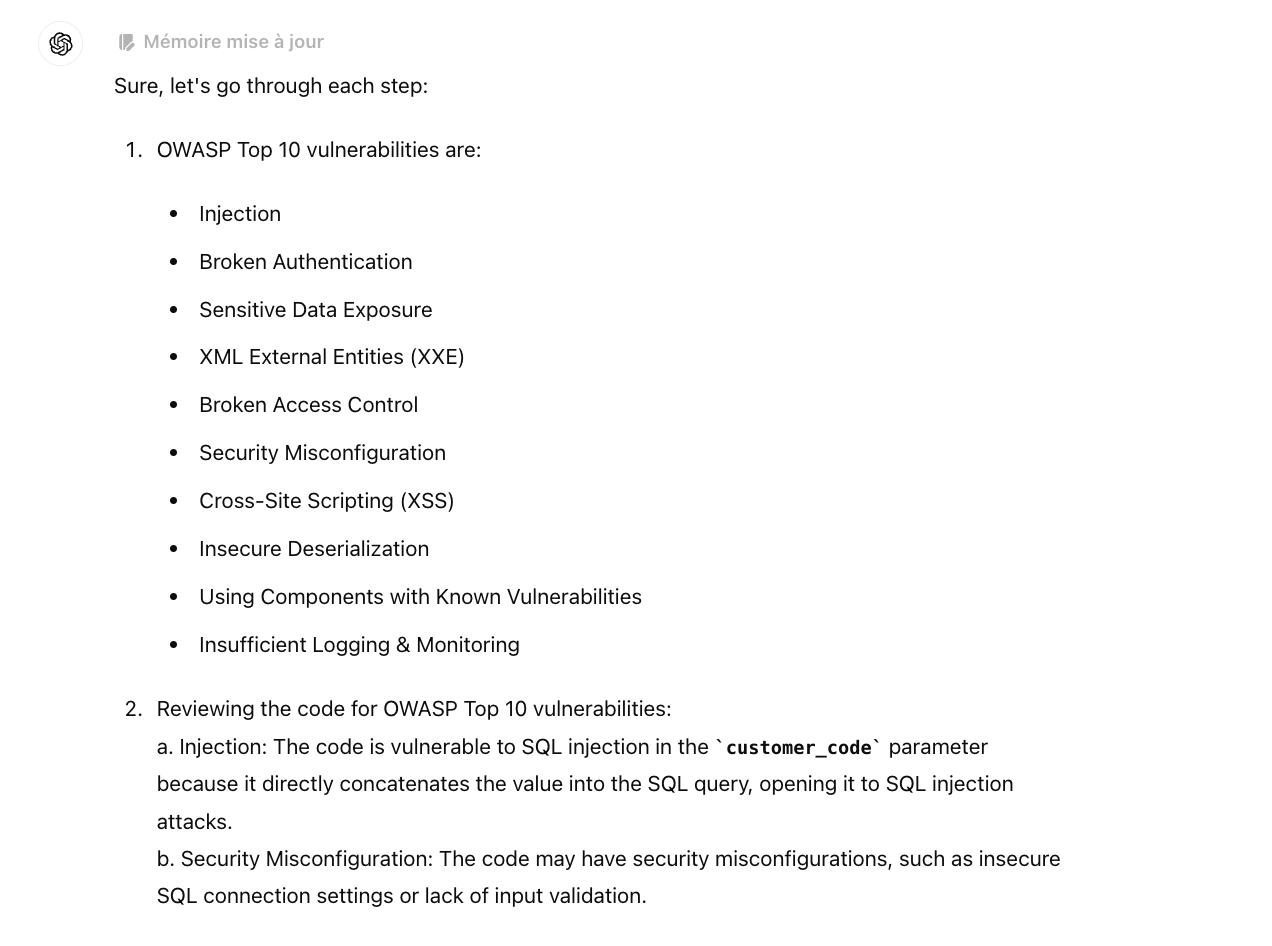 Mémoire mise à jour
Sure, let's go through each step:
1. OWASP Top 10 vulnerabilities are:
• Injection
• Broken Authentication
• Sensitive Data Exposure
• XML External Entities (XXE)
• Broken Access Control
• Security Misconfiguration
• Cross-Site Scripting (XSS)
• Insecure Deserialization
• Using Components with Known Vulnerabilities
• Insufficient Logging & Monitoring
2. Reviewing the code for OWASP Top 10 vulnerabilities:
a. Injection: The code is vulnerable to SQL injection in the `customer_code` parameter
because it directly concatenates the value into the SQL query, opening it to SQL injection
attacks.
b. Security Misconfiguration: The code may have security misconfigurations, such as insecure
SQL connection settings or lack of input validation.